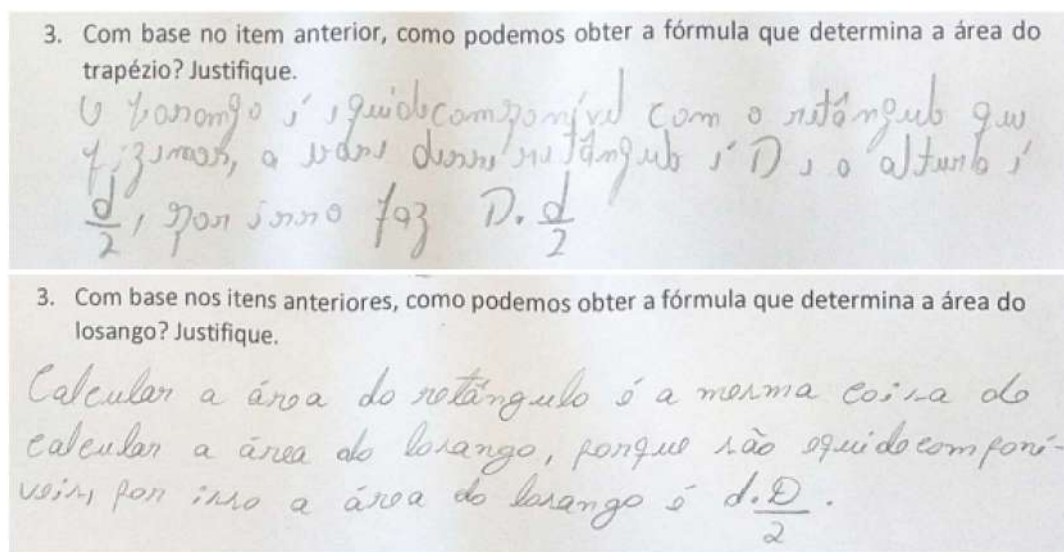 3. Com base no item anterior, como podemos obter a fórmula que determina a área do
trapézio? Justifique.
O losango é equidecomponível com o retângulo que
fizemos, a base desse retângulo é D e o altura é
d/2, por isso faz D. d/2
3. Com base nos itens anteriores, como podemos obter a fórmula que determina a área do
losango? Justifique.
Calcular a área do retângulo é a mesma coisa do
calcular a área do losango, porque são equidecomponí-
veis, por isso a área do losango é d.D/2.